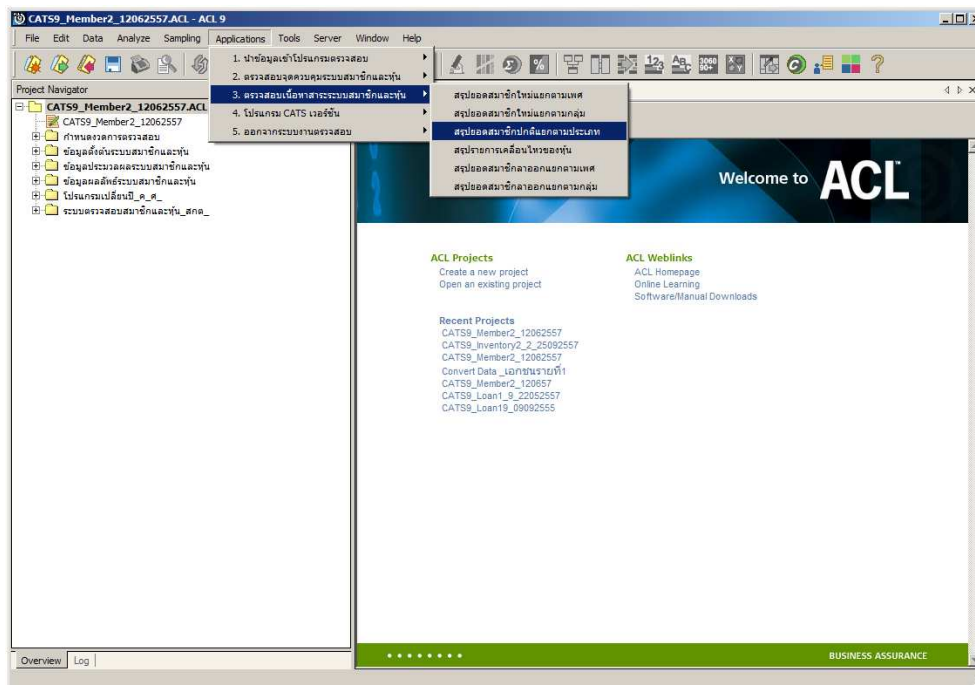 CATS9_Member2_12062557.ACL - ACL 9
File Edit Data Analyze Sampling Applications Tools Server Window Help
1. นำข้อมูลเข้าโปรแกรมตรวจสอบ
2. ตรวจสอบจุดควบคุมระบบสมาชิกและหุ้น
3. ตรวจสอบเนื้อหาสาระระบบสมาชิกและหุ้น
4. โปรแกรม CATS เวอร์ชั่น
5. ออกจากระบบงานตรวจสอบ
สรุปยอดสมาชิกใหม่แยกตามเพศ
สรุปยอดสมาชิกใหม่แยกตามกลุ่ม
สรุปยอดสมาชิกปกติแยกตามประเภท
สรุปรายการเคลื่อนไหวของหุ้น
สรุปยอดสมาชิกลาออกแยกตามเพศ
สรุปยอดสมาชิกลาออกแยกตามกลุ่ม
Project Navigator
CATS9_Member2_12062557.ACL
CATS9_Member2_12062557
กำหนดงวดการตรวจสอบ
ข้อมูลตั้งต้นระบบสมาชิกและหุ้น
ข้อมูลประมวลผลระบบสมาชิกและหุ้น
ข้อมูลผลลัพธ์ระบบสมาชิกและหุ้น
โปรแกรมเปลี่ยนปี_ค_ศ_
ระบบตรวจสอบสมาชิกและหุ้น_สกต_
Welcome to ACL™
ACL Projects
Create a new project
Open an existing project
Recent Projects
CATS9_Member2_12062557
CATS9_Inventory2_2_25092557
CATS9_Member2_12062557
Convert Data _เอกชนรายที่1
CATS9_Member2_120657
CATS9_Loan1_9_22052557
CATS9_Loan19_09092555
ACL Weblinks
ACL Homepage
Online Learning
Software/Manual Downloads
BUSINESS ASSURANCE
Overview Log